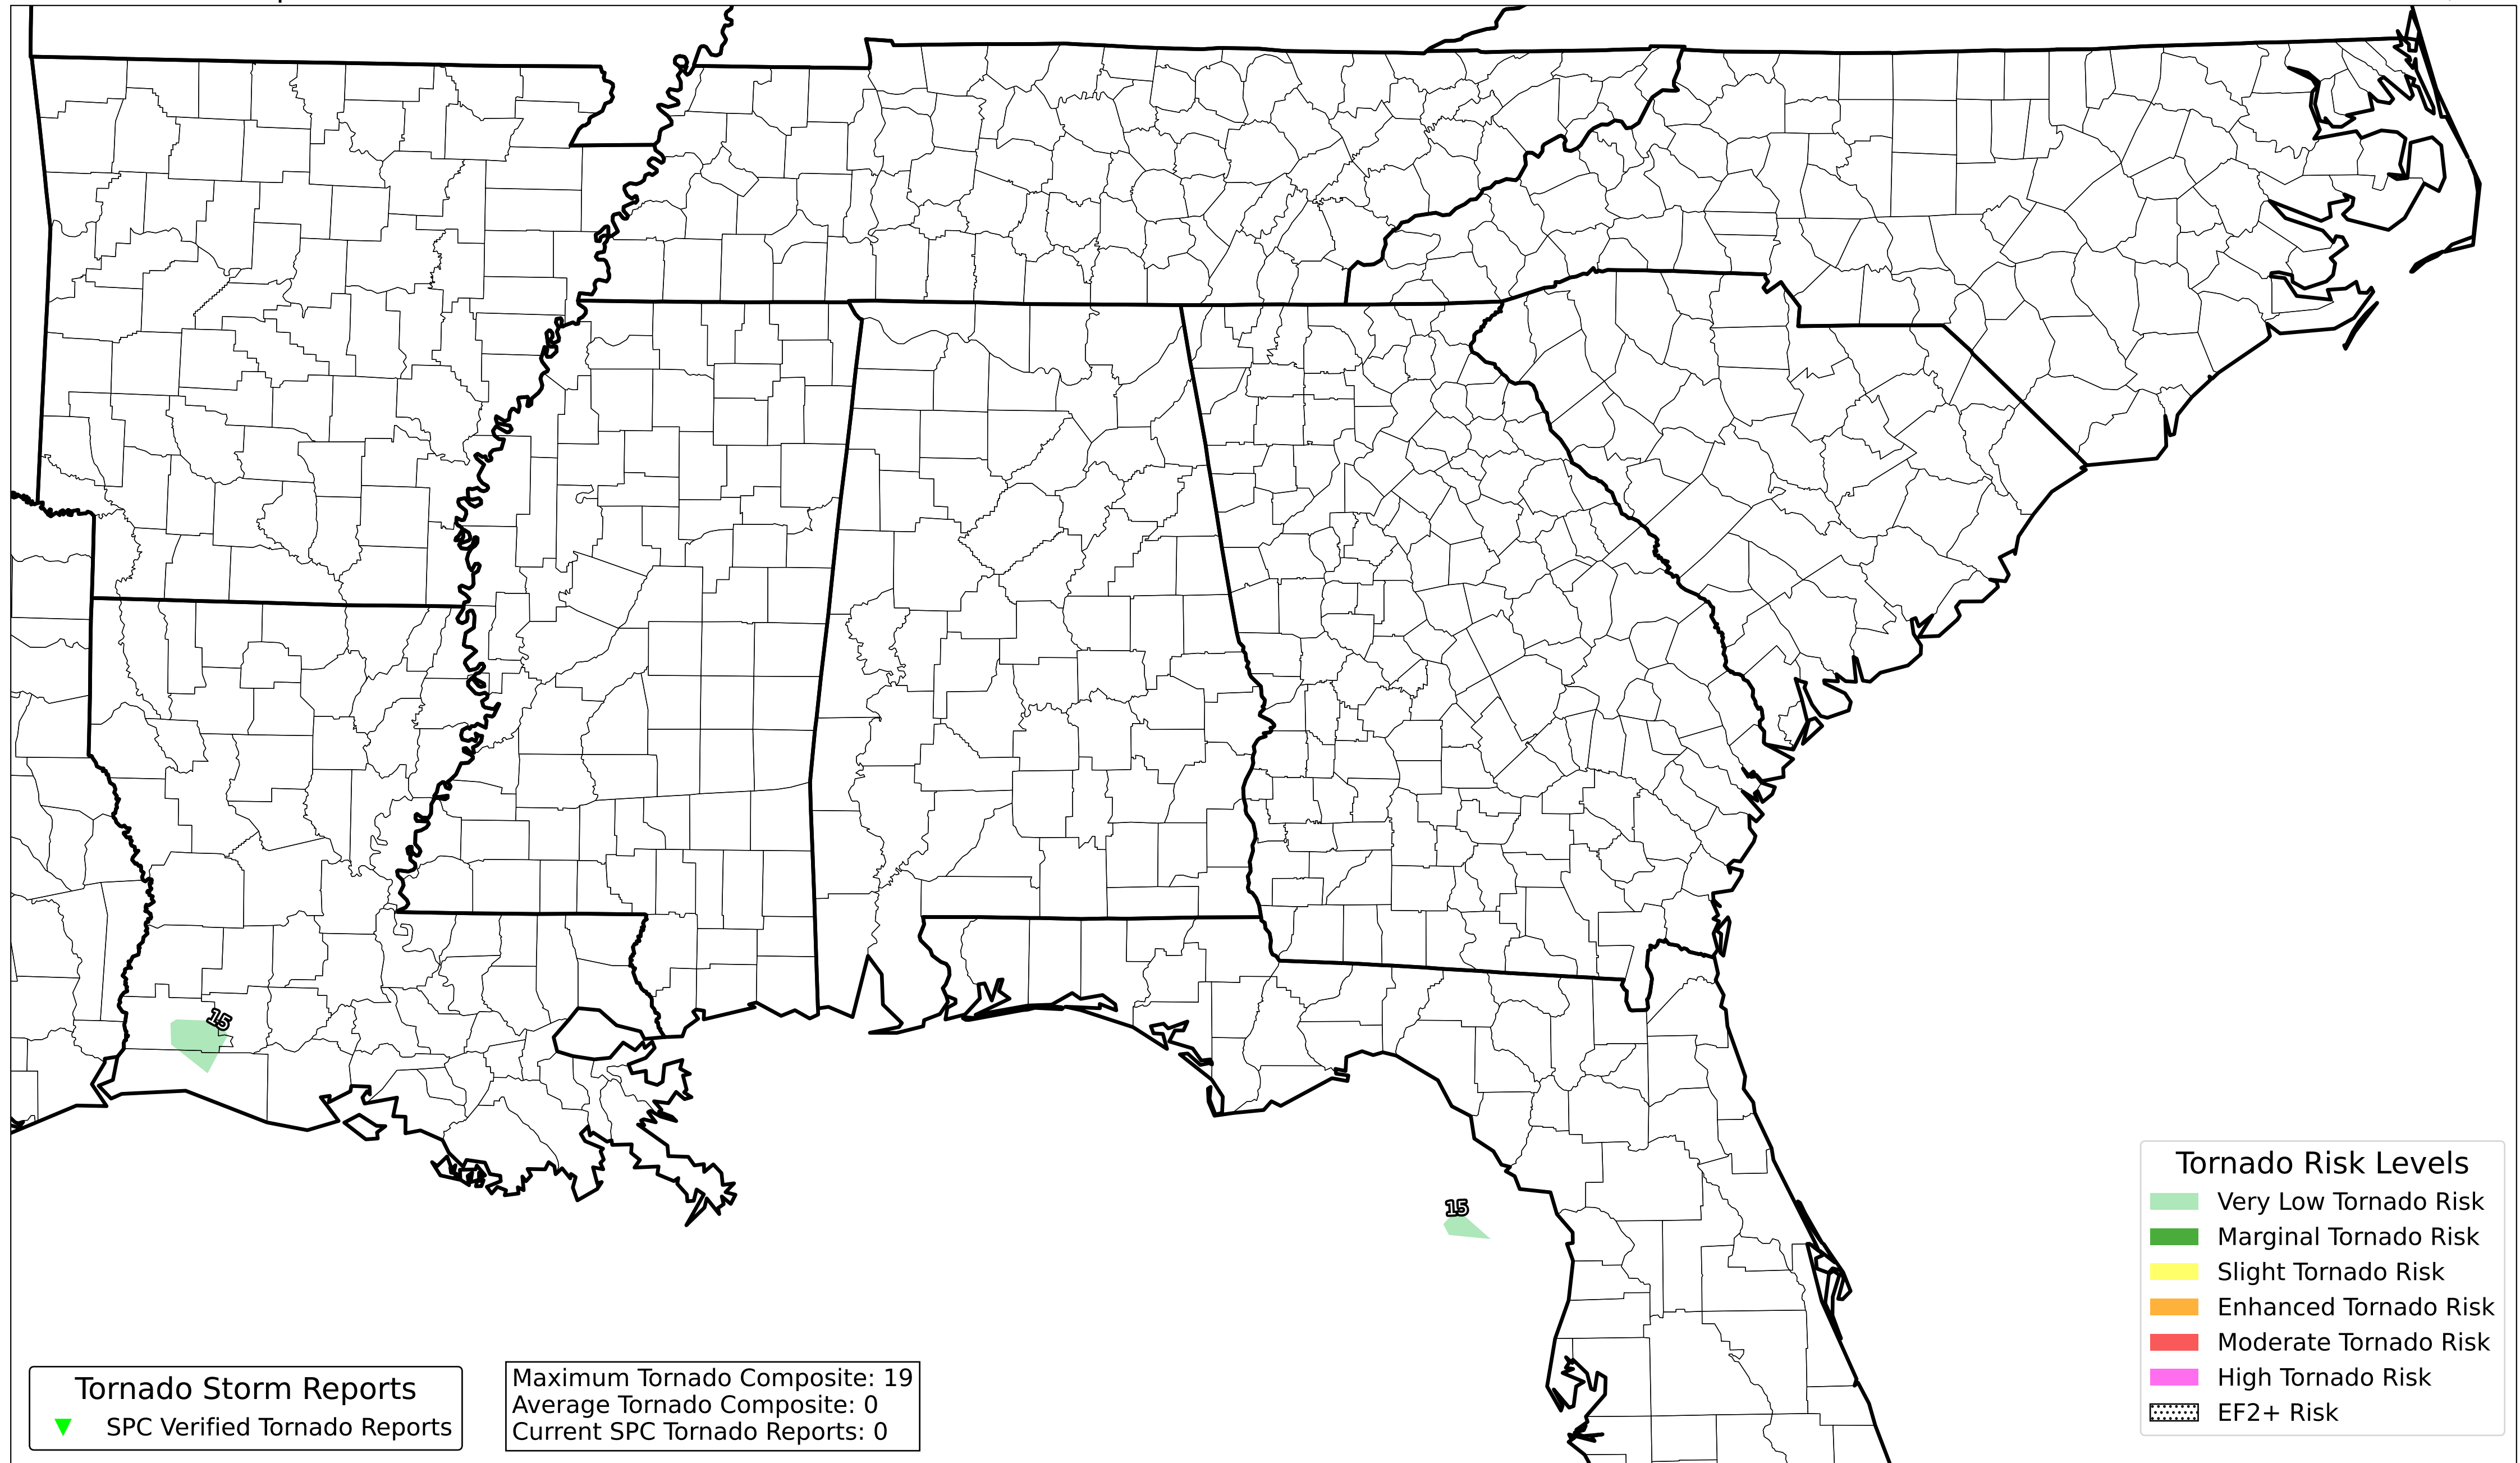 15
15
Tornado Risk Levels
Very Low Tornado Risk
Marginal Tornado Risk
Slight Tornado Risk
Enhanced Tornado Risk
Moderate Tornado Risk
High Tornado Risk
EF2+ Risk
Tornado Storm Reports
SPC Verified Tornado Reports
Maximum Tornado Composite: 19
Average Tornado Composite: 0
Current SPC Tornado Reports: 0